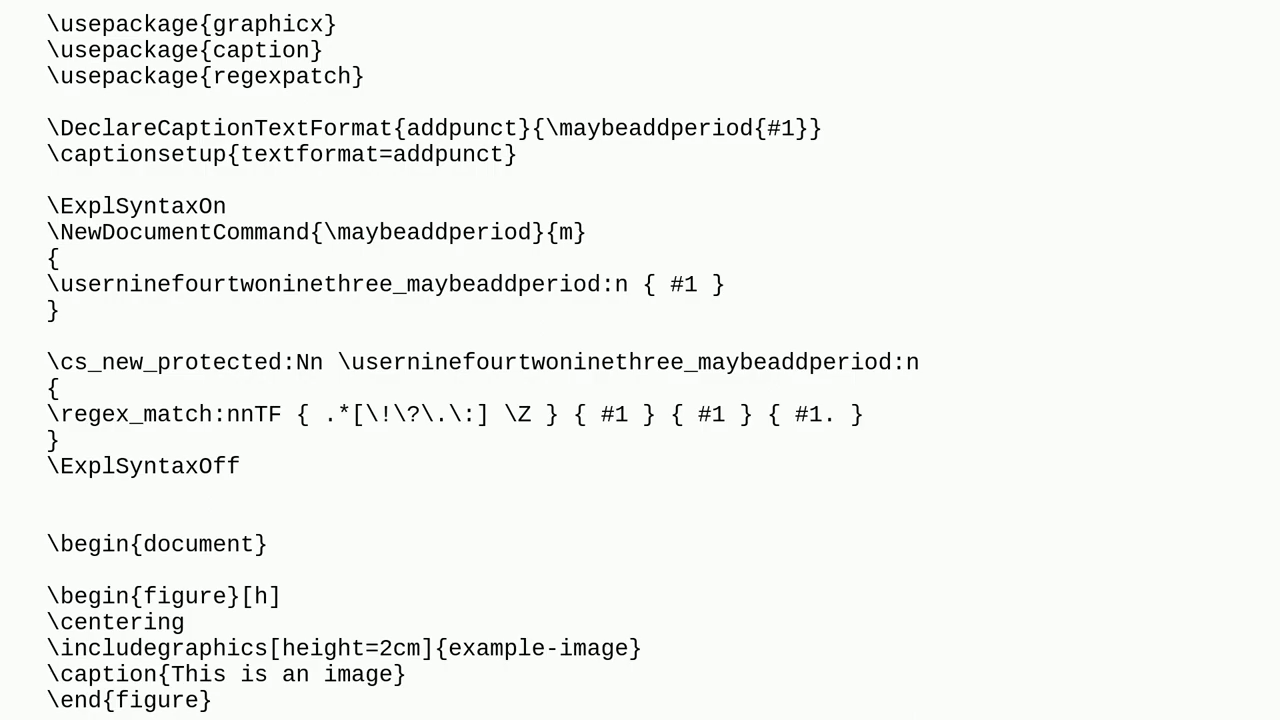 \usepackage{graphicx}
\usepackage{caption}
\usepackage{regexpatch}
\DeclareCaptionTextFormat{addpunct}{\maybeaddperiod{#1}}
\captionsetup{textformat=addpunct}
\ExplSyntaxOn
\NewDocumentCommand{\maybeaddperiod}{m}
{
\userninefourtwoninethree_maybeaddperiod:n { #1 }
}
\cs_new_protected:Nn \userninefourtwoninethree_maybeaddperiod:n
{
\regex_match:nnTF { .*[\!\?\.\:] \Z } { #1 } { #1 } { #1. }
}
\ExplSyntaxOff
\begin{document}
\begin{figure}[h]
\centering
\includegraphics[height=2cm]{example-image}
\caption{This is an image}
\end{figure}